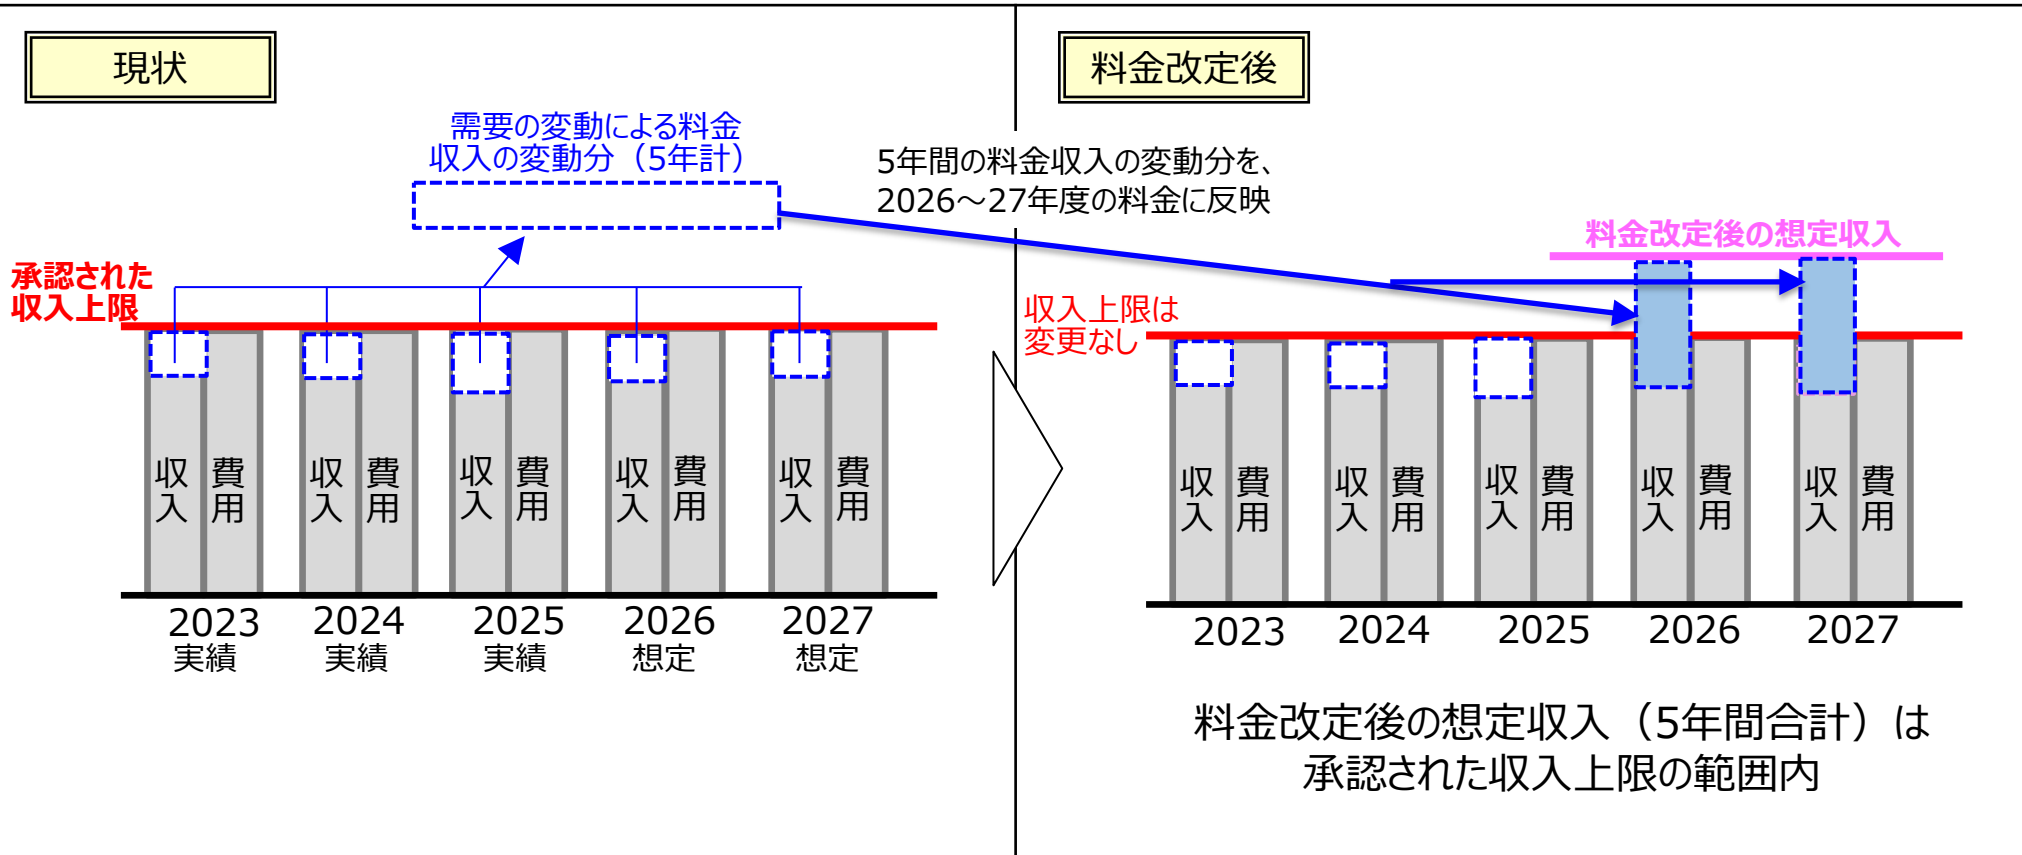 現状
需要の変動による料金
収入の変動分（5年計）
承認された
収入上限
収入
費用
収入
費用
収入
費用
収入
費用
収入
費用
2023
実績
2024
実績
2025
実績
2026
想定
2027
想定
5年間の料金収入の変動分を、
2026～27年度の料金に反映
料金改定後
料金改定後の想定収入
収入上限は
変更なし
収入
費用
収入
費用
収入
費用
収入
費用
収入
費用
2023
2024
2025
2026
2027
料金改定後の想定収入（5年間合計）は
承認された収入上限の範囲内